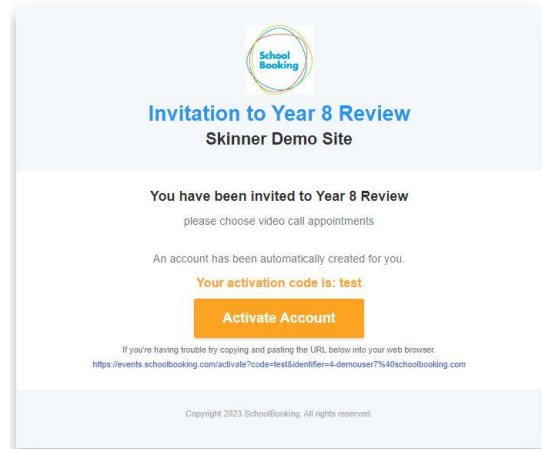 School
Booking
Invitation to Year 8 Review
Skinner Demo Site
You have been invited to Year 8 Review
please choose video call appointments
An account has been automatically created for you.
Your activation code is: test
Activate Account
If you're having trouble try copying and pasting the URL below into your web browser.
https://events.schoolbooking.com/activate?code=test&identifier=4-demouser7%40schoolbooking.com
Copyright 2023 SchoolBooking. All rights reserved.